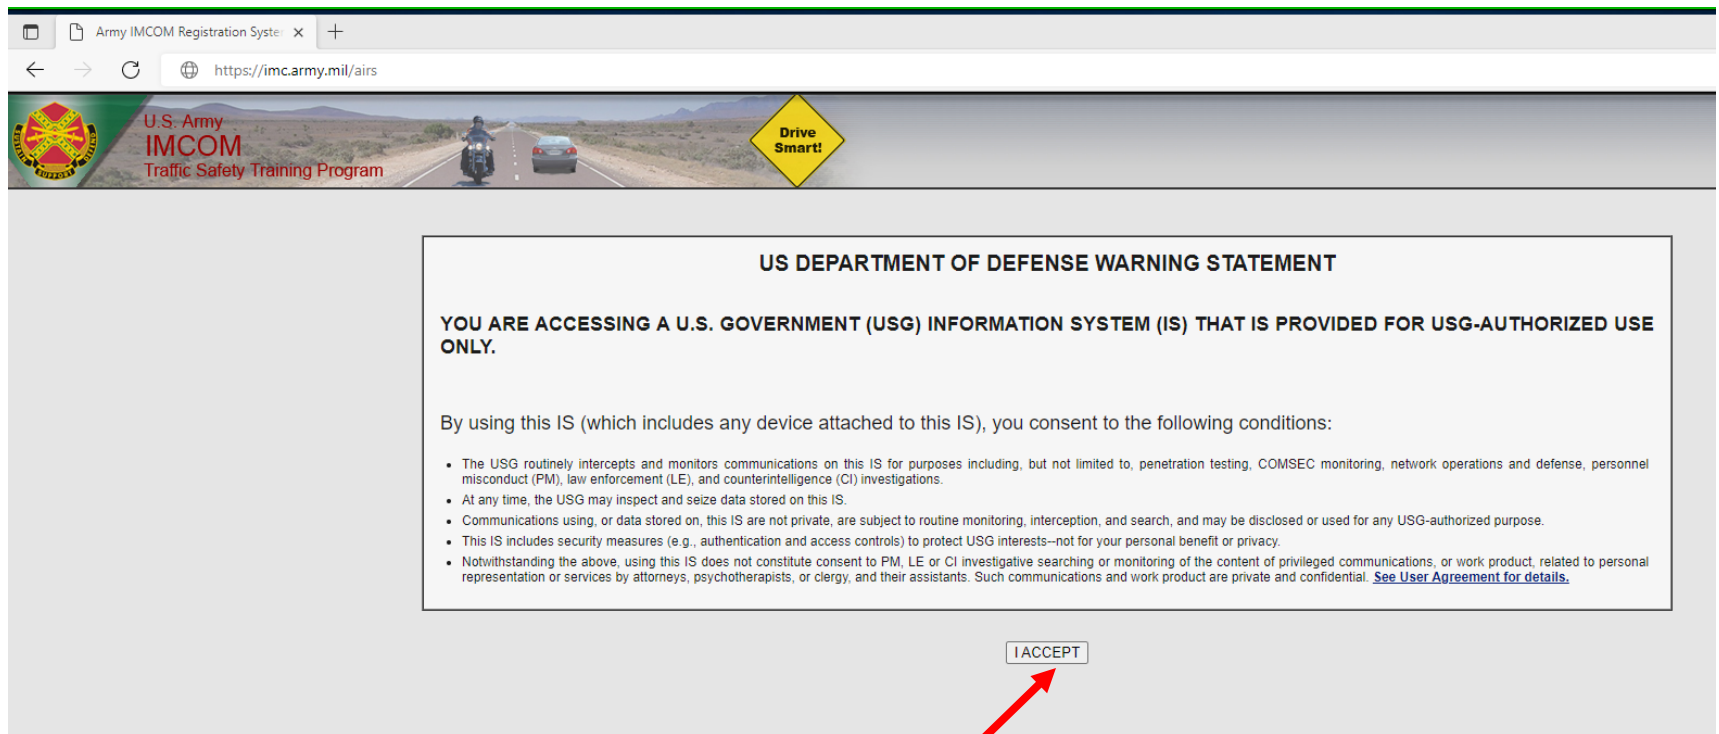 Army IMCOM Registration Syste
https://imc.army.mil/airs
U.S. Army
IMCOM
Traffic Safety Training Program
SUSTAIN
DEFEND
SUPPORT
Drive
Smart!
US DEPARTMENT OF DEFENSE WARNING STATEMENT
YOU ARE ACCESSING A U.S. GOVERNMENT (USG) INFORMATION SYSTEM (IS) THAT IS PROVIDED FOR USG-AUTHORIZED USE
ONLY.
By using this IS (which includes any device attached to this IS), you consent to the following conditions:
• The USG routinely intercepts and monitors communications on this IS for purposes including, but not limited to, penetration testing, COMSEC monitoring, network operations and defense, personnel
misconduct (PM), law enforcement (LE), and counterintelligence (CI) investigations.
• At any time, the USG may inspect and seize data stored on this IS.
• Communications using, or data stored on, this IS are not private, are subject to routine monitoring, interception, and search, and may be disclosed or used for any USG-authorized purpose.
• This IS includes security measures (e.g., authentication and access controls) to protect USG interests--not for your personal benefit or privacy.
• Notwithstanding the above, using this IS does not constitute consent to PM, LE or CI investigative searching or monitoring of the content of privileged communications, or work product, related to personal
representation or services by attorneys, psychotherapists, or clergy, and their assistants. Such communications and work product are private and confidential. See User Agreement for details.
I ACCEPT